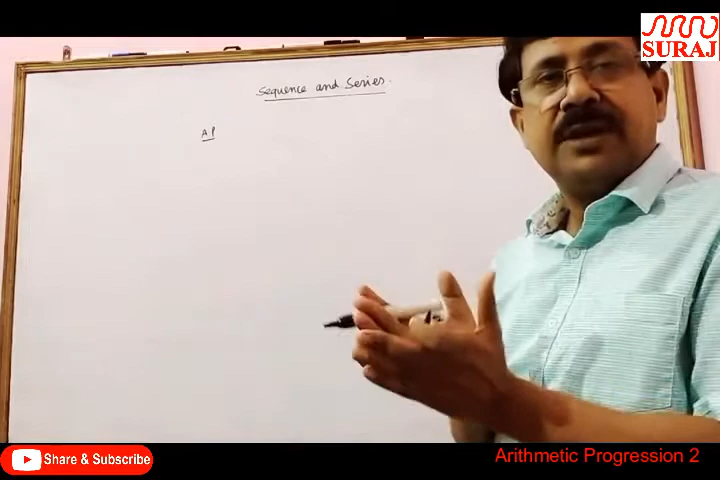 SURAJ
Sequence and Series.
AP
Share & Subscribe
Arithmetic Progression 2